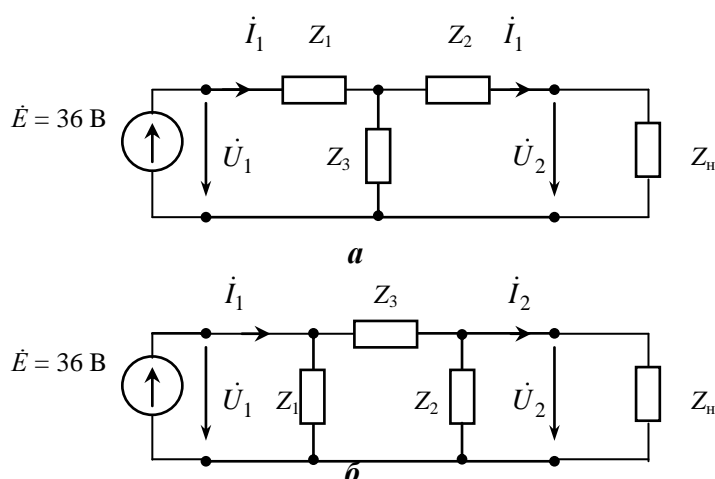 İ₁ Z₁ Z₂ İ₁
Ė = 36 В U̇₁ Z₃ U̇₂ Zн
а
İ₁ Z₃ İ₂
Ė = 36 В U̇₁ Z₁ Z₂ U̇₂ Zн
б